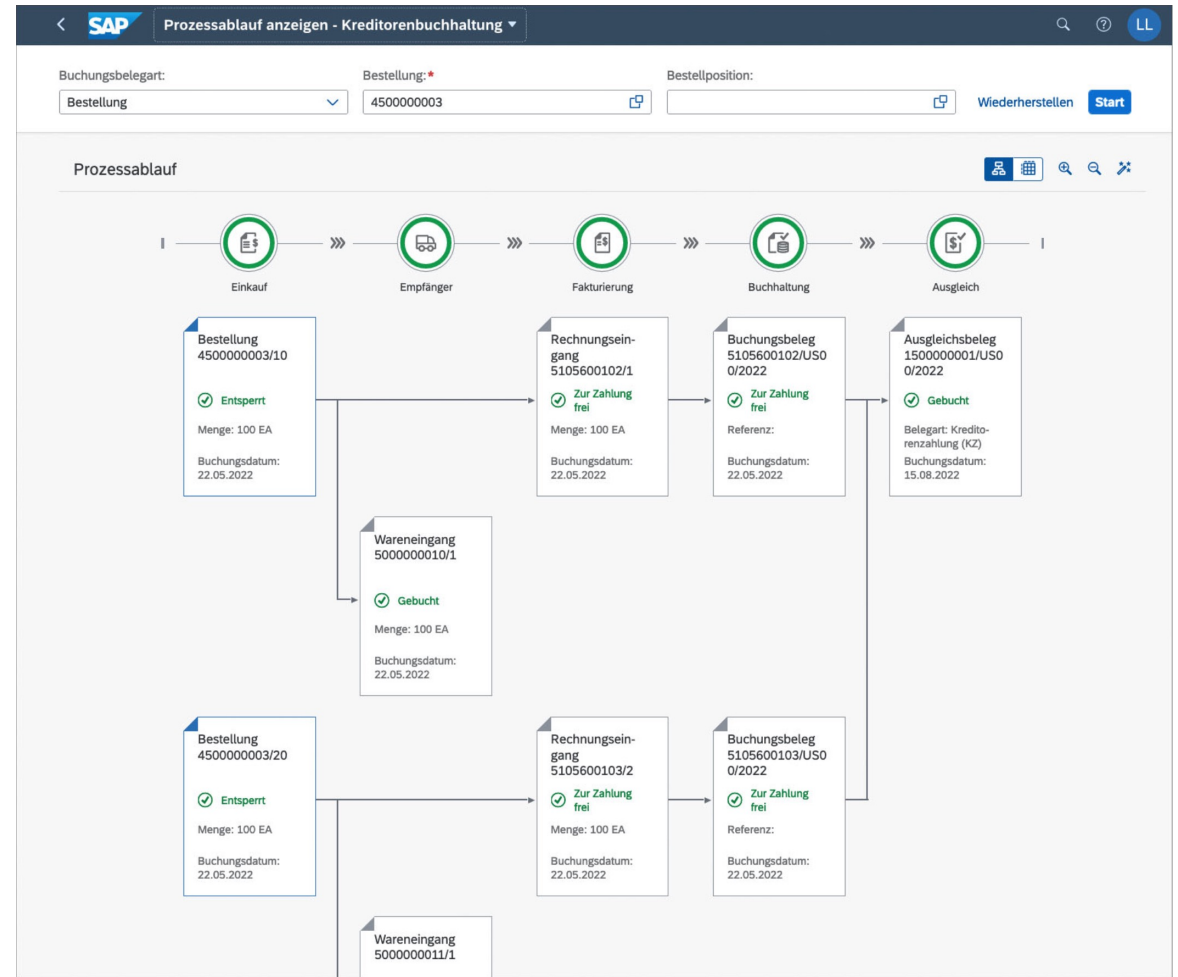 SAP
Prozessablauf anzeigen - Kreditorenbuchhaltung
LL
Buchungsbelegart:
Bestellung:*
Bestellposition:
Bestellung
4500000003
Wiederherstellen
Start
Prozessablauf
Einkauf
Empfänger
Fakturierung
Buchhaltung
Ausgleich
Bestellung
4500000003/10
Entsperrt
Menge: 100 EA
Buchungsdatum:
22.05.2022
Rechnungsein-
gang
5105600102/1
Zur Zahlung
frei
Menge: 100 EA
Buchungsdatum:
22.05.2022
Buchungsbeleg
5105600102/US0
0/2022
Zur Zahlung
frei
Referenz:
Buchungsdatum:
22.05.2022
Ausgleichsbeleg
1500000001/US0
0/2022
Gebucht
Belegart: Kredito-
renzahlung (KZ)
Buchungsdatum:
15.08.2022
Wareneingang
5000000010/1
Gebucht
Menge: 100 EA
Buchungsdatum:
22.05.2022
Bestellung
4500000003/20
Entsperrt
Menge: 100 EA
Buchungsdatum:
22.05.2022
Rechnungsein-
gang
5105600103/2
Zur Zahlung
frei
Menge: 100 EA
Buchungsdatum:
22.05.2022
Buchungsbeleg
5105600103/US0
0/2022
Zur Zahlung
frei
Referenz:
Buchungsdatum:
22.05.2022
Wareneingang
5000000011/1